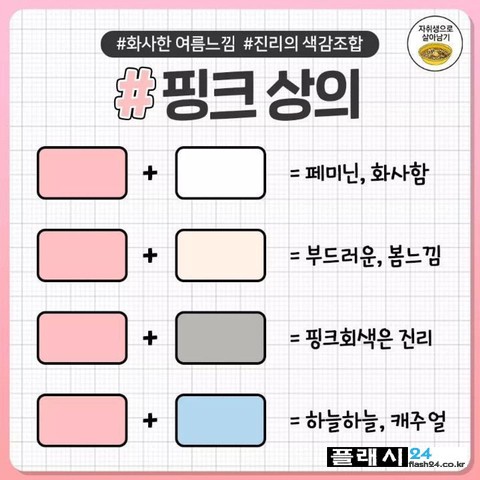 #화사한 여름느낌 #진리의 색감조합
자취생으로
살아남기
#핑크 상의
+ = 페미닌, 화사함
+ = 부드러운, 봄느낌
+ = 핑크회색은 진리
+ = 하늘하늘, 캐주얼
플래시24
flash24.co.kr